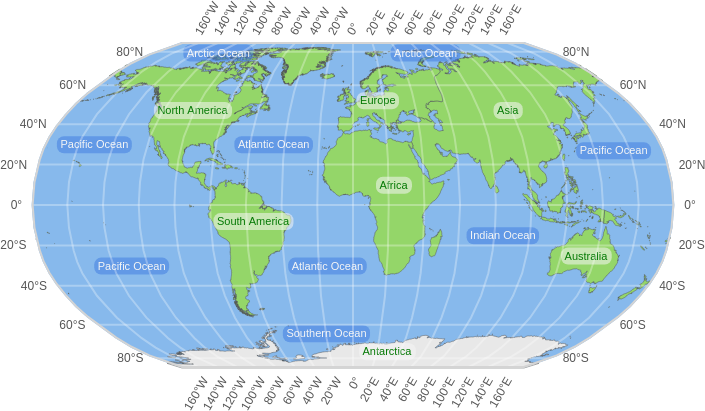 160°W 140°W 120°W 100°W 80°W 60°W 40°W 20°W 0° 20°E 40°E 60°E 80°E 100°E 120°E 140°E 160°E
80°N Arctic Ocean Arctic Ocean 80°N
60°N 60°N
North America Europe Asia
40°N 40°N
Pacific Ocean Atlantic Ocean Pacific Ocean
20°N 20°N
Africa
0° 0°
South America
Indian Ocean
20°S 20°S
Australia
Pacific Ocean Atlantic Ocean
40°S 40°S
60°S 60°S
Southern Ocean
Antarctica
80°S 80°S
160°W 140°W 120°W 100°W 80°W 60°W 40°W 20°W 0° 20°E 40°E 60°E 80°E 100°E 120°E 140°E 160°E